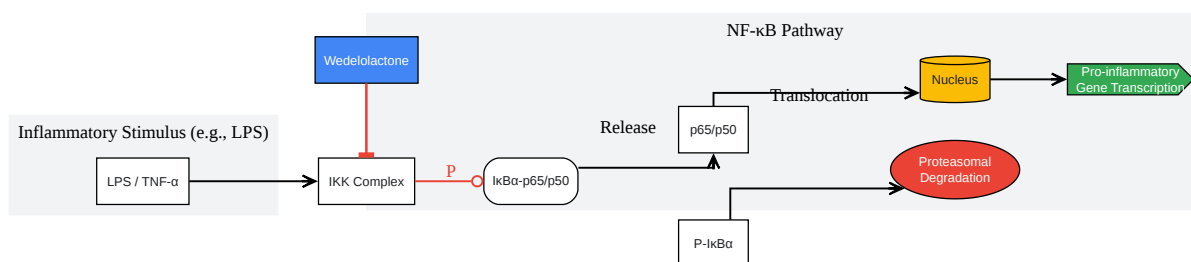 NF-κB Pathway
Wedelolactone
Nucleus
Pro-inflammatory
Gene Transcription
Translocation
Inflammatory Stimulus (e.g., LPS)
Release
p65/p50
LPS / TNF-α
IKK Complex
P
IκBα-p65/p50
Proteasomal
Degradation
P-IκBα